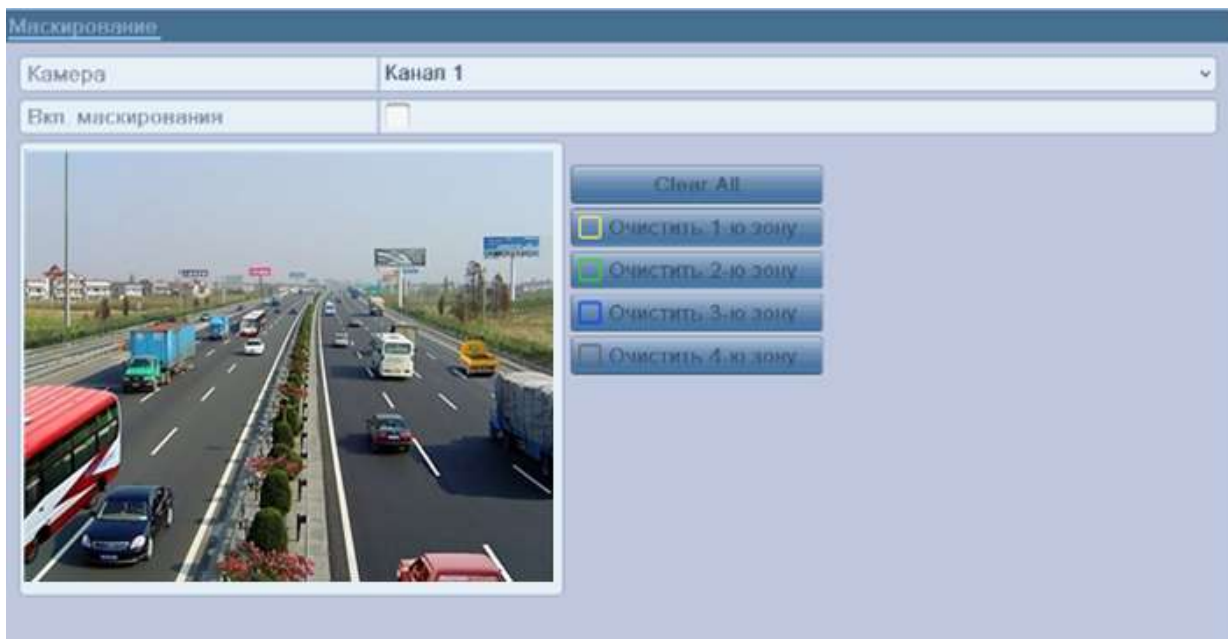 Маскирование
Камера
Канал 1
Вкл маскирования
Clear All
Очистить 1-ю зону
Очистить 2-ю зону
Очистить 3-ю зону
Очистить 4-ю зону